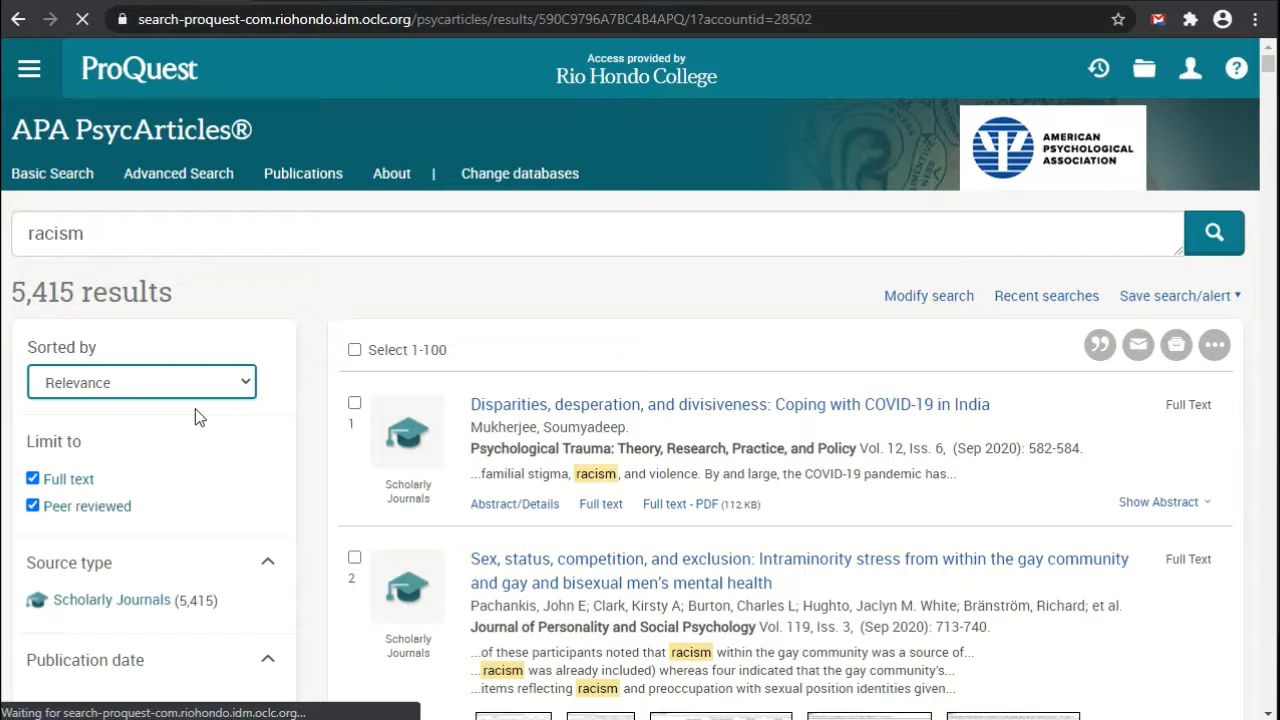 search-proquest-com.riohondo.idm.oclc.org/psycarticles/results/590C9796A7BC4B4APQ/1?accountid=28502
ProQuest
Access provided by
Rio Hondo College
APA PsycArticles®
AMERICAN
PSYCHOLOGICAL
ASSOCIATION
Basic Search Advanced Search Publications About | Change databases
racism
5,415 results
Modify search Recent searches Save search/alert
Sorted by
Relevance
Limit to
Full text
Peer reviewed
Source type
Scholarly Journals (5,415)
Publication date
Select 1-100
1
Scholarly
Journals
Disparities, desperation, and divisiveness: Coping with COVID-19 in India
Full Text
Mukherjee, Soumyadeep.
Psychological Trauma: Theory, Research, Practice, and Policy Vol. 12, Iss. 6, (Sep 2020): 582-584.
...familial stigma, racism, and violence. By and large, the COVID-19 pandemic has...
Abstract/Details Full text Full text - PDF (112 KB) Show Abstract
2
Scholarly
Journals
Sex, status, competition, and exclusion: Intraminority stress from within the gay community
and gay and bisexual men's mental health
Full Text
Pachankis, John E; Clark, Kirsty A; Burton, Charles L; Hughto, Jaclyn M. White; Bränström, Richard; et al.
Journal of Personality and Social Psychology Vol. 119, Iss. 3, (Sep 2020): 713-740.
...of these participants noted that racism within the gay community was a source of...
...racism was already included) whereas four indicated that the gay community's...
...items reflecting racism and preoccupation with sexual position identities given...
Waiting for search-proquest-com.riohondo.idm.oclc.org...